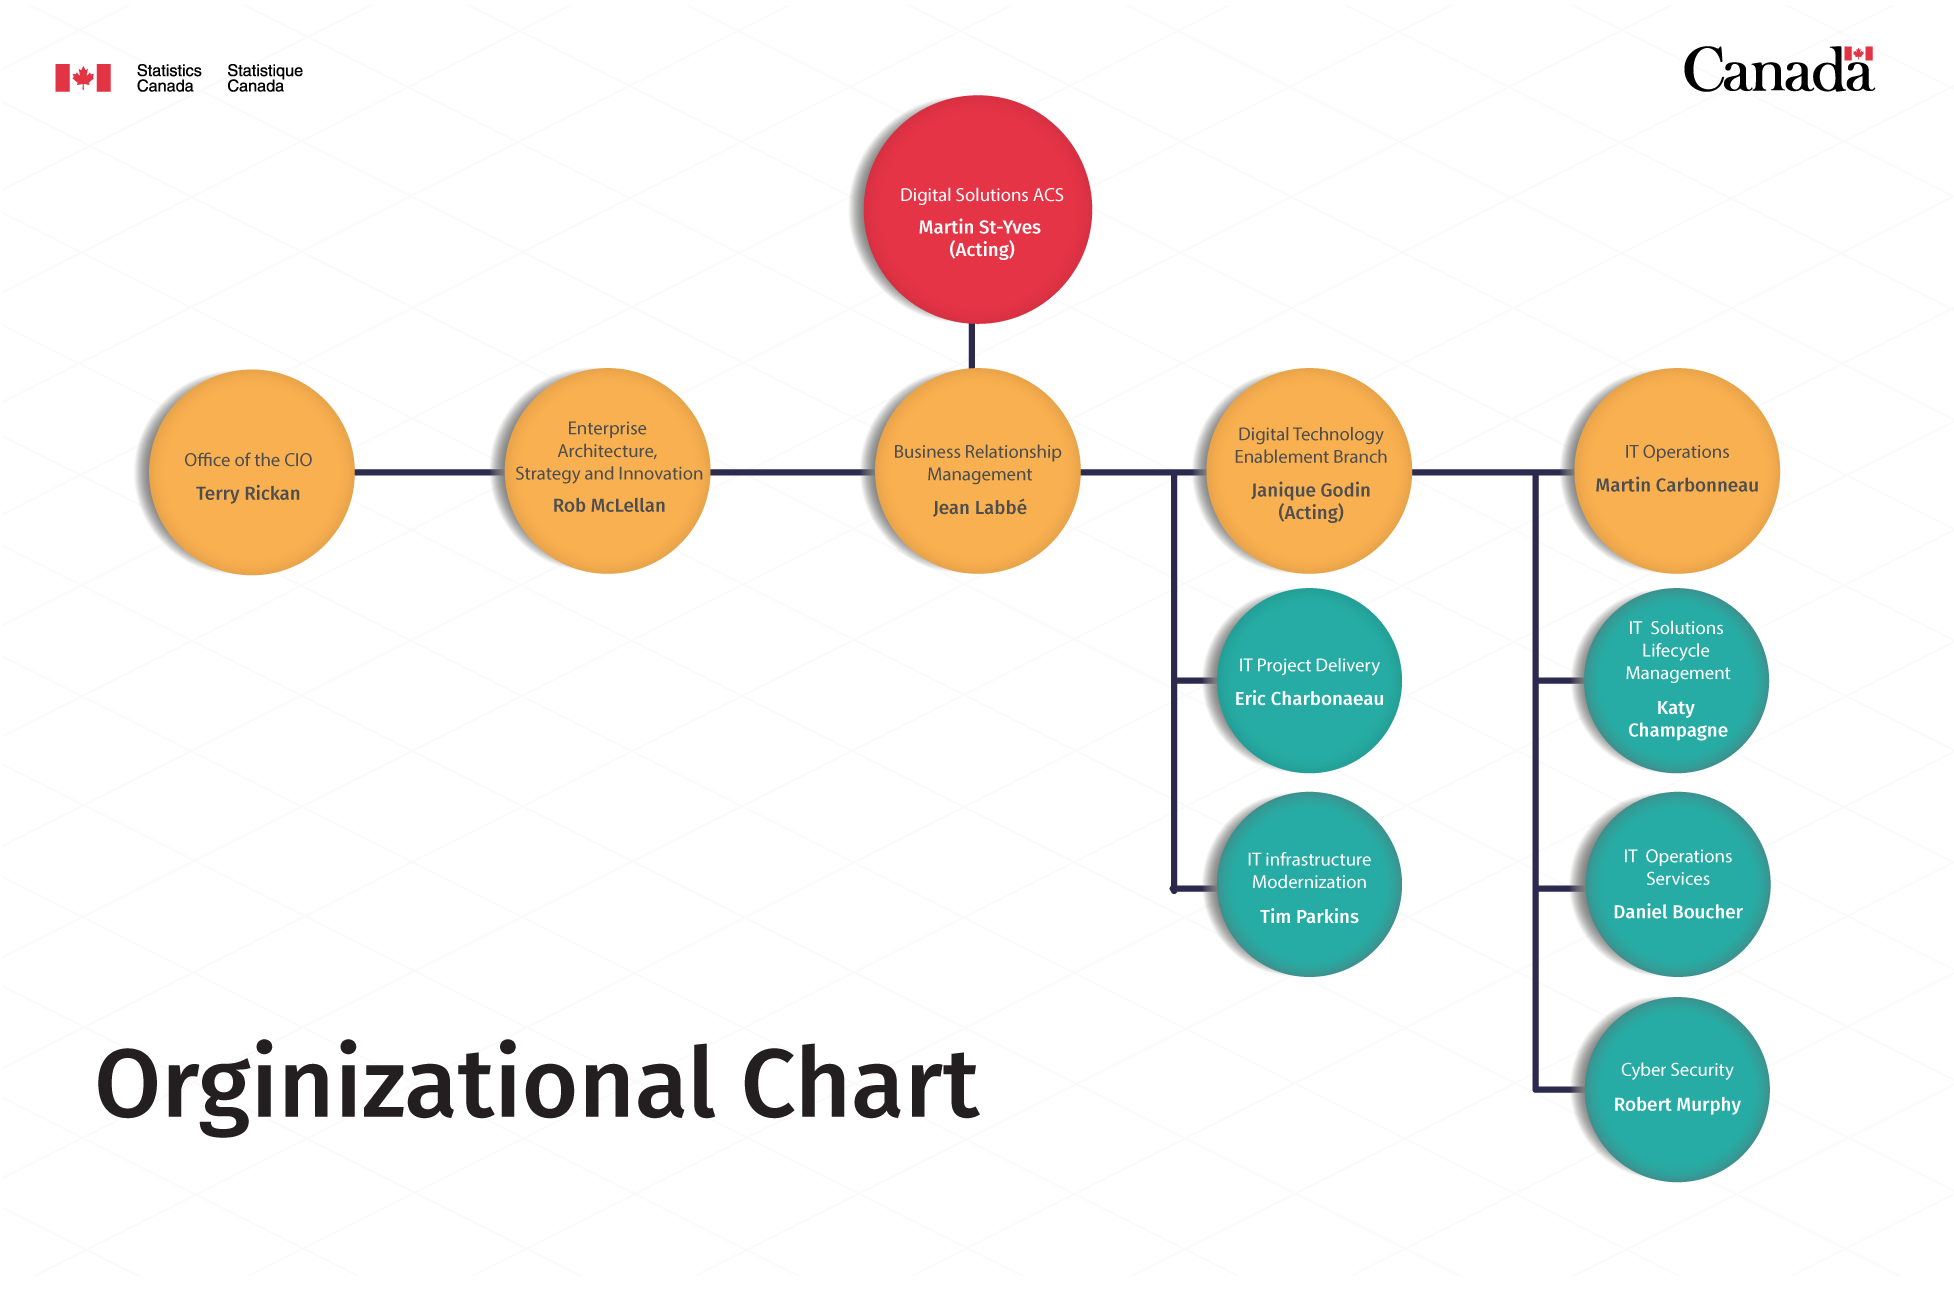 Statistics
Canada
Statistique
Canada
Canada
Digital Solutions ACS
Martin St-Yves
(Acting)
Office of the CIO
Terry Rickan
Enterprise
Architecture,
Strategy and Innovation
Rob McLellan
Business Relationship
Management
Jean Labbé
Digital Technology
Enablement Branch
Janique Godin
(Acting)
IT Operations
Martin Carbonneau
IT Project Delivery
Eric Charbonaeau
IT infrastructure
Modernization
Tim Parkins
IT Solutions
Lifecycle
Management
Katy
Champagne
IT Operations
Services
Daniel Boucher
Cyber Security
Robert Murphy
Orginizational Chart